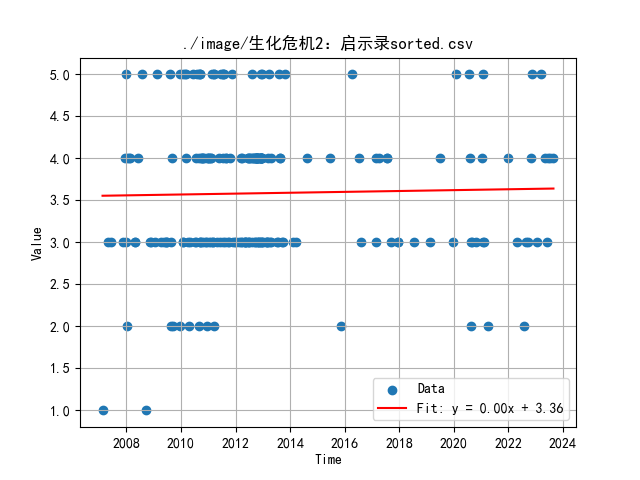 ./image/生化危机2：启示录sorted.csv
5.0
4.5
4.0
3.5
3.0
2.5
2.0
1.5
1.0
Value
Data
Fit: y = 0.00x + 3.36
2008 2010 2012 2014 2016 2018 2020 2022 2024
Time